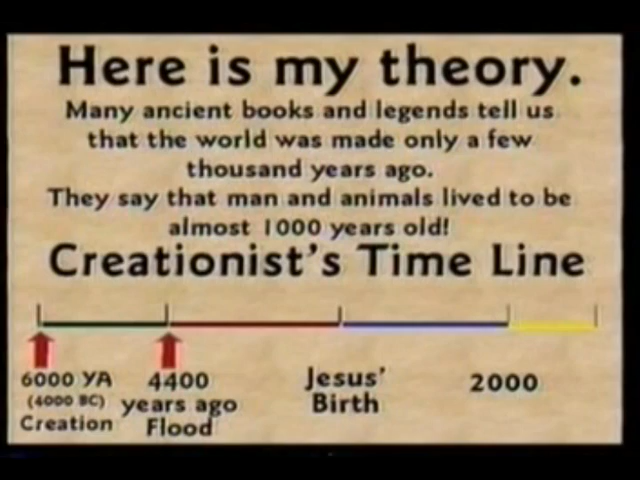 Here is my theory.
Many ancient books and legends tell us
that the world was made only a few
thousand years ago.
They say that man and animals lived to be
almost 1000 years old!
Creationist's Time Line
6000 YA
(4000 BC)
Creation
4400
years ago
Flood
Jesus'
Birth
2000